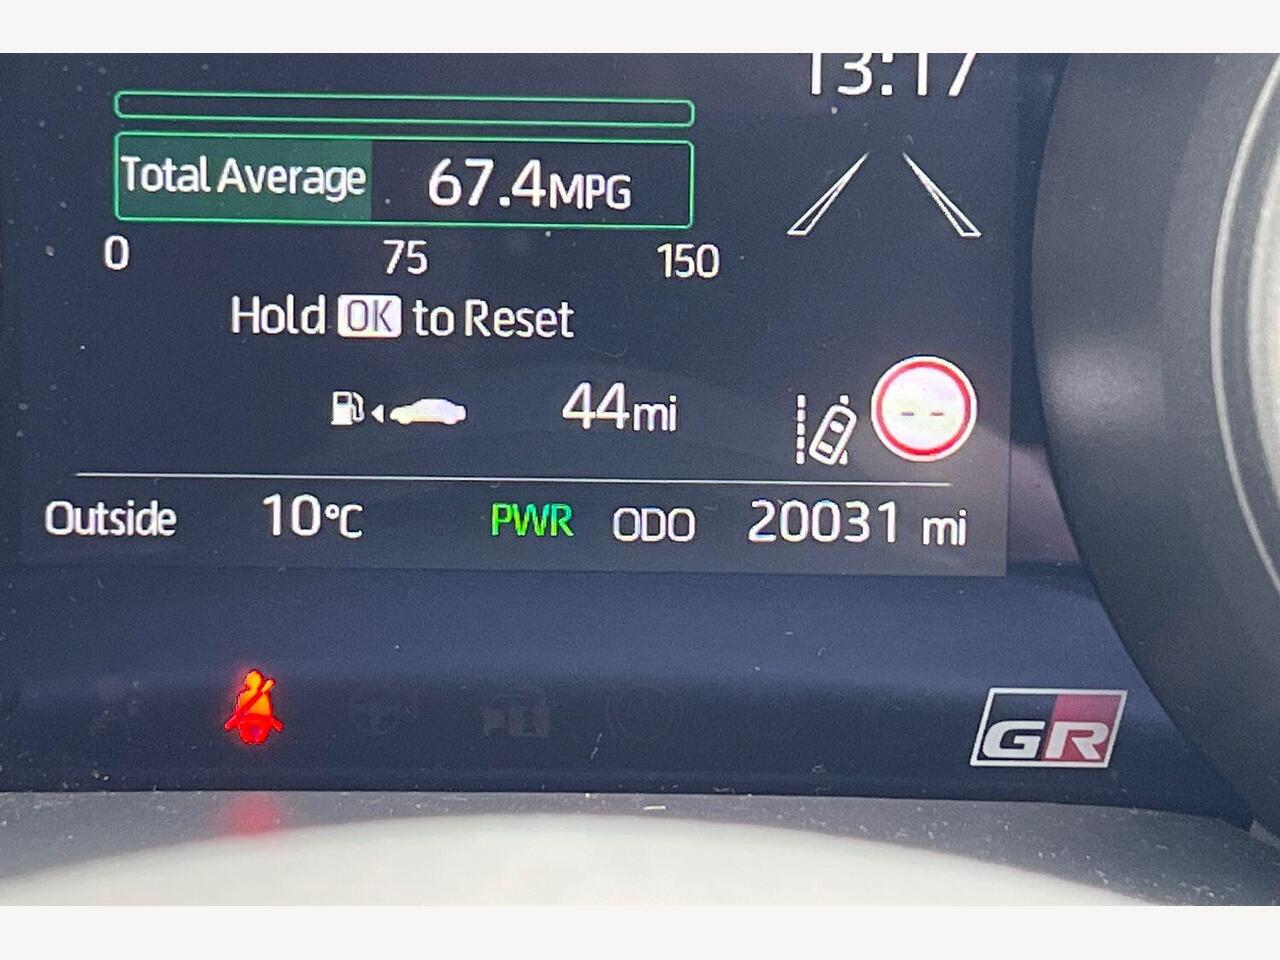 13:17
Total Average 67.4MPG
0 75 150
Hold OK to Reset
44mi
-- 
Outside 10°C PWR ODO 20031 mi
GR